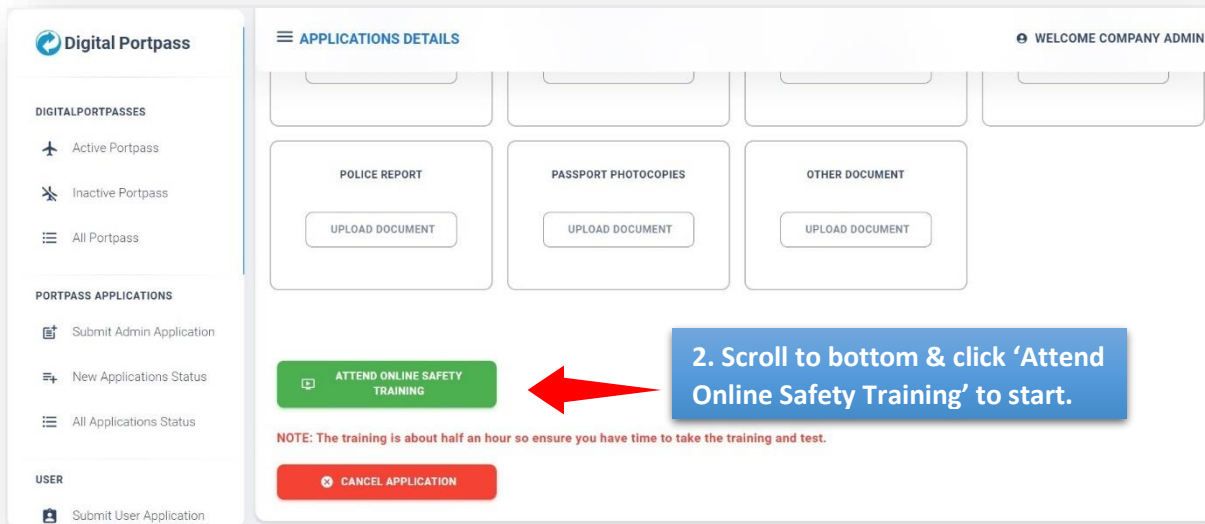 Digital Portpass
APPLICATIONS DETAILS
WELCOME COMPANY ADMIN
DIGITALPORTPASSES
Active Portpass
Inactive Portpass
All Portpass
PORTPASS APPLICATIONS
Submit Admin Application
New Applications Status
All Applications Status
USER
Submit User Application
POLICE REPORT
UPLOAD DOCUMENT
PASSPORT PHOTOCOPIES
UPLOAD DOCUMENT
OTHER DOCUMENT
UPLOAD DOCUMENT
ATTEND ONLINE SAFETY
TRAINING
2. Scroll to bottom & click ‘Attend
Online Safety Training’ to start.
NOTE: The training is about half an hour so ensure you have time to take the training and test.
CANCEL APPLICATION